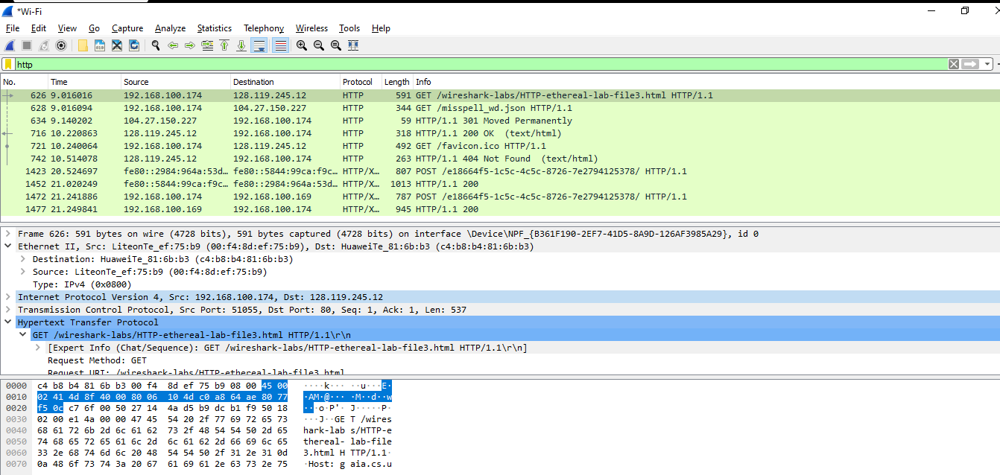 *Wi-Fi
File Edit View Go Capture Analyze Statistics Telephony Wireless Tools Help
http
No. Time Source Destination Protocol Length Info
626 9.016016 192.168.100.174 128.119.245.12 HTTP 591 GET /wireshark-labs/HTTP-ethereal-lab-file3.html HTTP/1.1
628 9.016094 192.168.100.174 104.27.150.227 HTTP 344 GET /misspell_wd.json HTTP/1.1
634 9.140202 104.27.150.227 192.168.100.174 HTTP 59 HTTP/1.1 301 Moved Permanently
716 10.220863 128.119.245.12 192.168.100.174 HTTP 318 HTTP/1.1 200 OK  (text/html)
721 10.240064 192.168.100.174 128.119.245.12 HTTP 492 GET /favicon.ico HTTP/1.1
742 10.514078 128.119.245.12 192.168.100.174 HTTP 263 HTTP/1.1 404 Not Found  (text/html)
1423 20.524697 fe80::2984:964a:53d… fe80::5844:99ca:f9c… HTTP/X… 807 POST /e18664f5-1c5c-4c5c-8726-7e2794125378/ HTTP/1.1
1452 21.020249 fe80::5844:99ca:f9c… fe80::2984:964a:53d… HTTP/X… 1013 HTTP/1.1 200
1472 21.241886 192.168.100.174 192.168.100.169 HTTP/X… 787 POST /e18664f5-1c5c-4c5c-8726-7e2794125378/ HTTP/1.1
1477 21.249841 192.168.100.169 192.168.100.174 HTTP/X… 945 HTTP/1.1 200
Frame 626: 591 bytes on wire (4728 bits), 591 bytes captured (4728 bits) on interface \Device\NPF_{B361F190-2EF7-41D5-8A9D-126AF3985A29}, id 0
Ethernet II, Src: LiteonTe_ef:75:b9 (00:f4:8d:ef:75:b9), Dst: HuaweiTe_81:6b:b3 (c4:b8:b4:81:6b:b3)
Destination: HuaweiTe_81:6b:b3 (c4:b8:b4:81:6b:b3)
Source: LiteonTe_ef:75:b9 (00:f4:8d:ef:75:b9)
Type: IPv4 (0x0800)
Internet Protocol Version 4, Src: 192.168.100.174, Dst: 128.119.245.12
Transmission Control Protocol, Src Port: 51055, Dst Port: 80, Seq: 1, Ack: 1, Len: 537
Hypertext Transfer Protocol
GET /wireshark-labs/HTTP-ethereal-lab-file3.html HTTP/1.1\r\n
[Expert Info (Chat/Sequence): GET /wireshark-labs/HTTP-ethereal-lab-file3.html HTTP/1.1\r\n]
Request Method: GET
Request URI: /wireshark-labs/HTTP-ethereal-lab-file3.html
0000 c4 b8 b4 81 6b b3 00 f4 8d ef 75 b9 08 00 45 00 ····k··· ··u···E·
0010 02 41 4d 8f 40 00 80 06 10 4d c0 a8 64 ae 80 77 ·AM·@··· ·M··d··w
0020 f5 0c c7 6f 00 50 27 14 4a d5 b9 dc b1 f9 50 18 ···o·P'· J·····P·
0030 02 00 e1 4a 00 00 47 45 54 20 2f 77 69 72 65 73 ···J··GE T /wires
0040 68 61 72 6b 2d 6c 61 62 73 2f 48 54 54 50 2d 65 hark-lab s/HTTP-e
0050 74 68 65 72 65 61 6c 2d 6c 61 62 2d 66 69 6c 65 thereal- lab-file
0060 33 2e 68 74 6d 6c 20 48 54 54 50 2f 31 2e 31 0d 3.html H TTP/1.1·
0070 0a 48 6f 73 74 3a 20 67 61 69 61 2e 63 73 2e 75 ·Host: g aia.cs.u